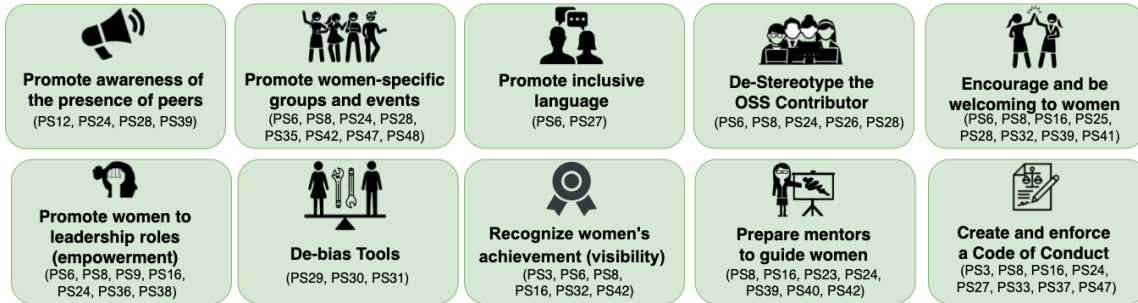 Promote awareness of
the presence of peers
(PS12, PS24, PS28, PS39)
Promote women-specific
groups and events
(PS6, PS8, PS24, PS28,
PS35, PS42, PS47, PS48)
Promote inclusive
language
(PS6, PS27)
De-Stereotype the
OSS Contributor
(PS6, PS8, PS24, PS26, PS28)
Encourage and be
welcoming to women
(PS6, PS8, PS16, PS25,
PS28, PS32, PS39, PS41)
Promote women to
leadership roles
(empowerment)
(PS6, PS8, PS9, PS16,
PS24, PS36, PS38)
De-bias Tools
(PS29, PS30, PS31)
Recognize women's
achievement (visibility)
(PS3, PS6, PS8,
PS16, PS32, PS42)
Prepare mentors
to guide women
(PS8, PS16, PS23, PS24,
PS39, PS40, PS42)
Create and enforce
a Code of Conduct
(PS3, PS8, PS16, PS24,
PS27, PS33, PS37, PS47)